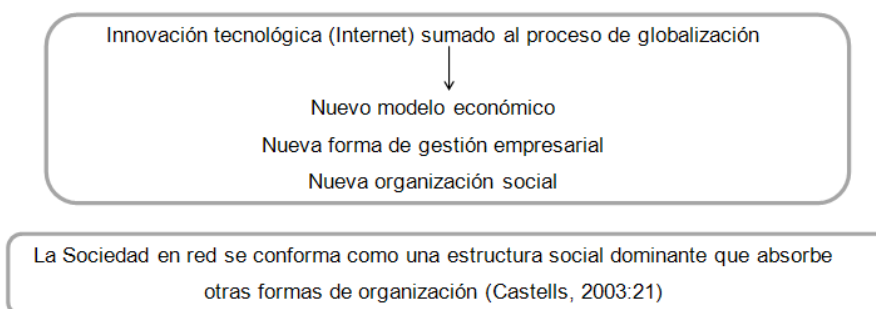 Innovación tecnológica (Internet) sumado al proceso de globalización
Nuevo modelo económico
Nueva forma de gestión empresarial
Nueva organización social
La Sociedad en red se conforma como una estructura social dominante que absorbe
otras formas de organización (Castells, 2003:21)